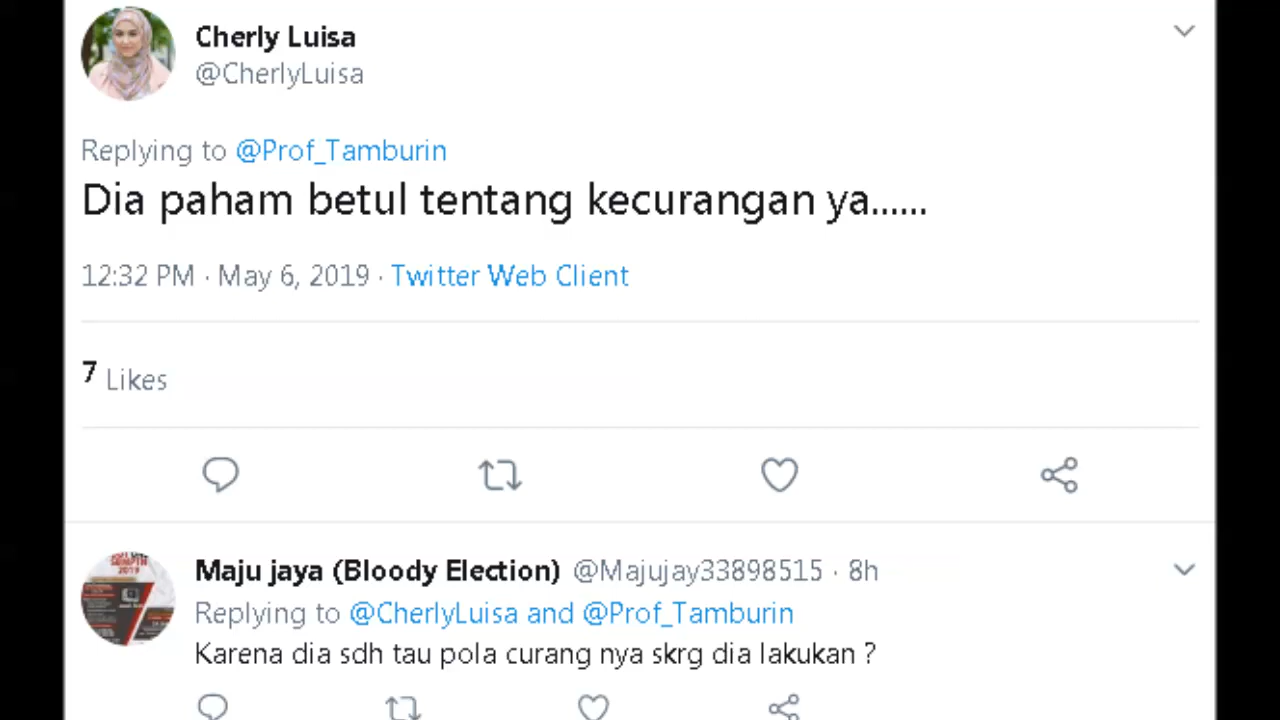 Cherly Luisa
@CherlyLuisa
Replying to @Prof_Tamburin
Dia paham betul tentang kecurangan ya......
12:32 PM · May 6, 2019 · Twitter Web Client
7 Likes
Maju jaya (Bloody Election) @Majujay33898515 · 8h
Replying to @CherlyLuisa and @Prof_Tamburin
Karena dia sdh tau pola curang nya skrg dia lakukan ?